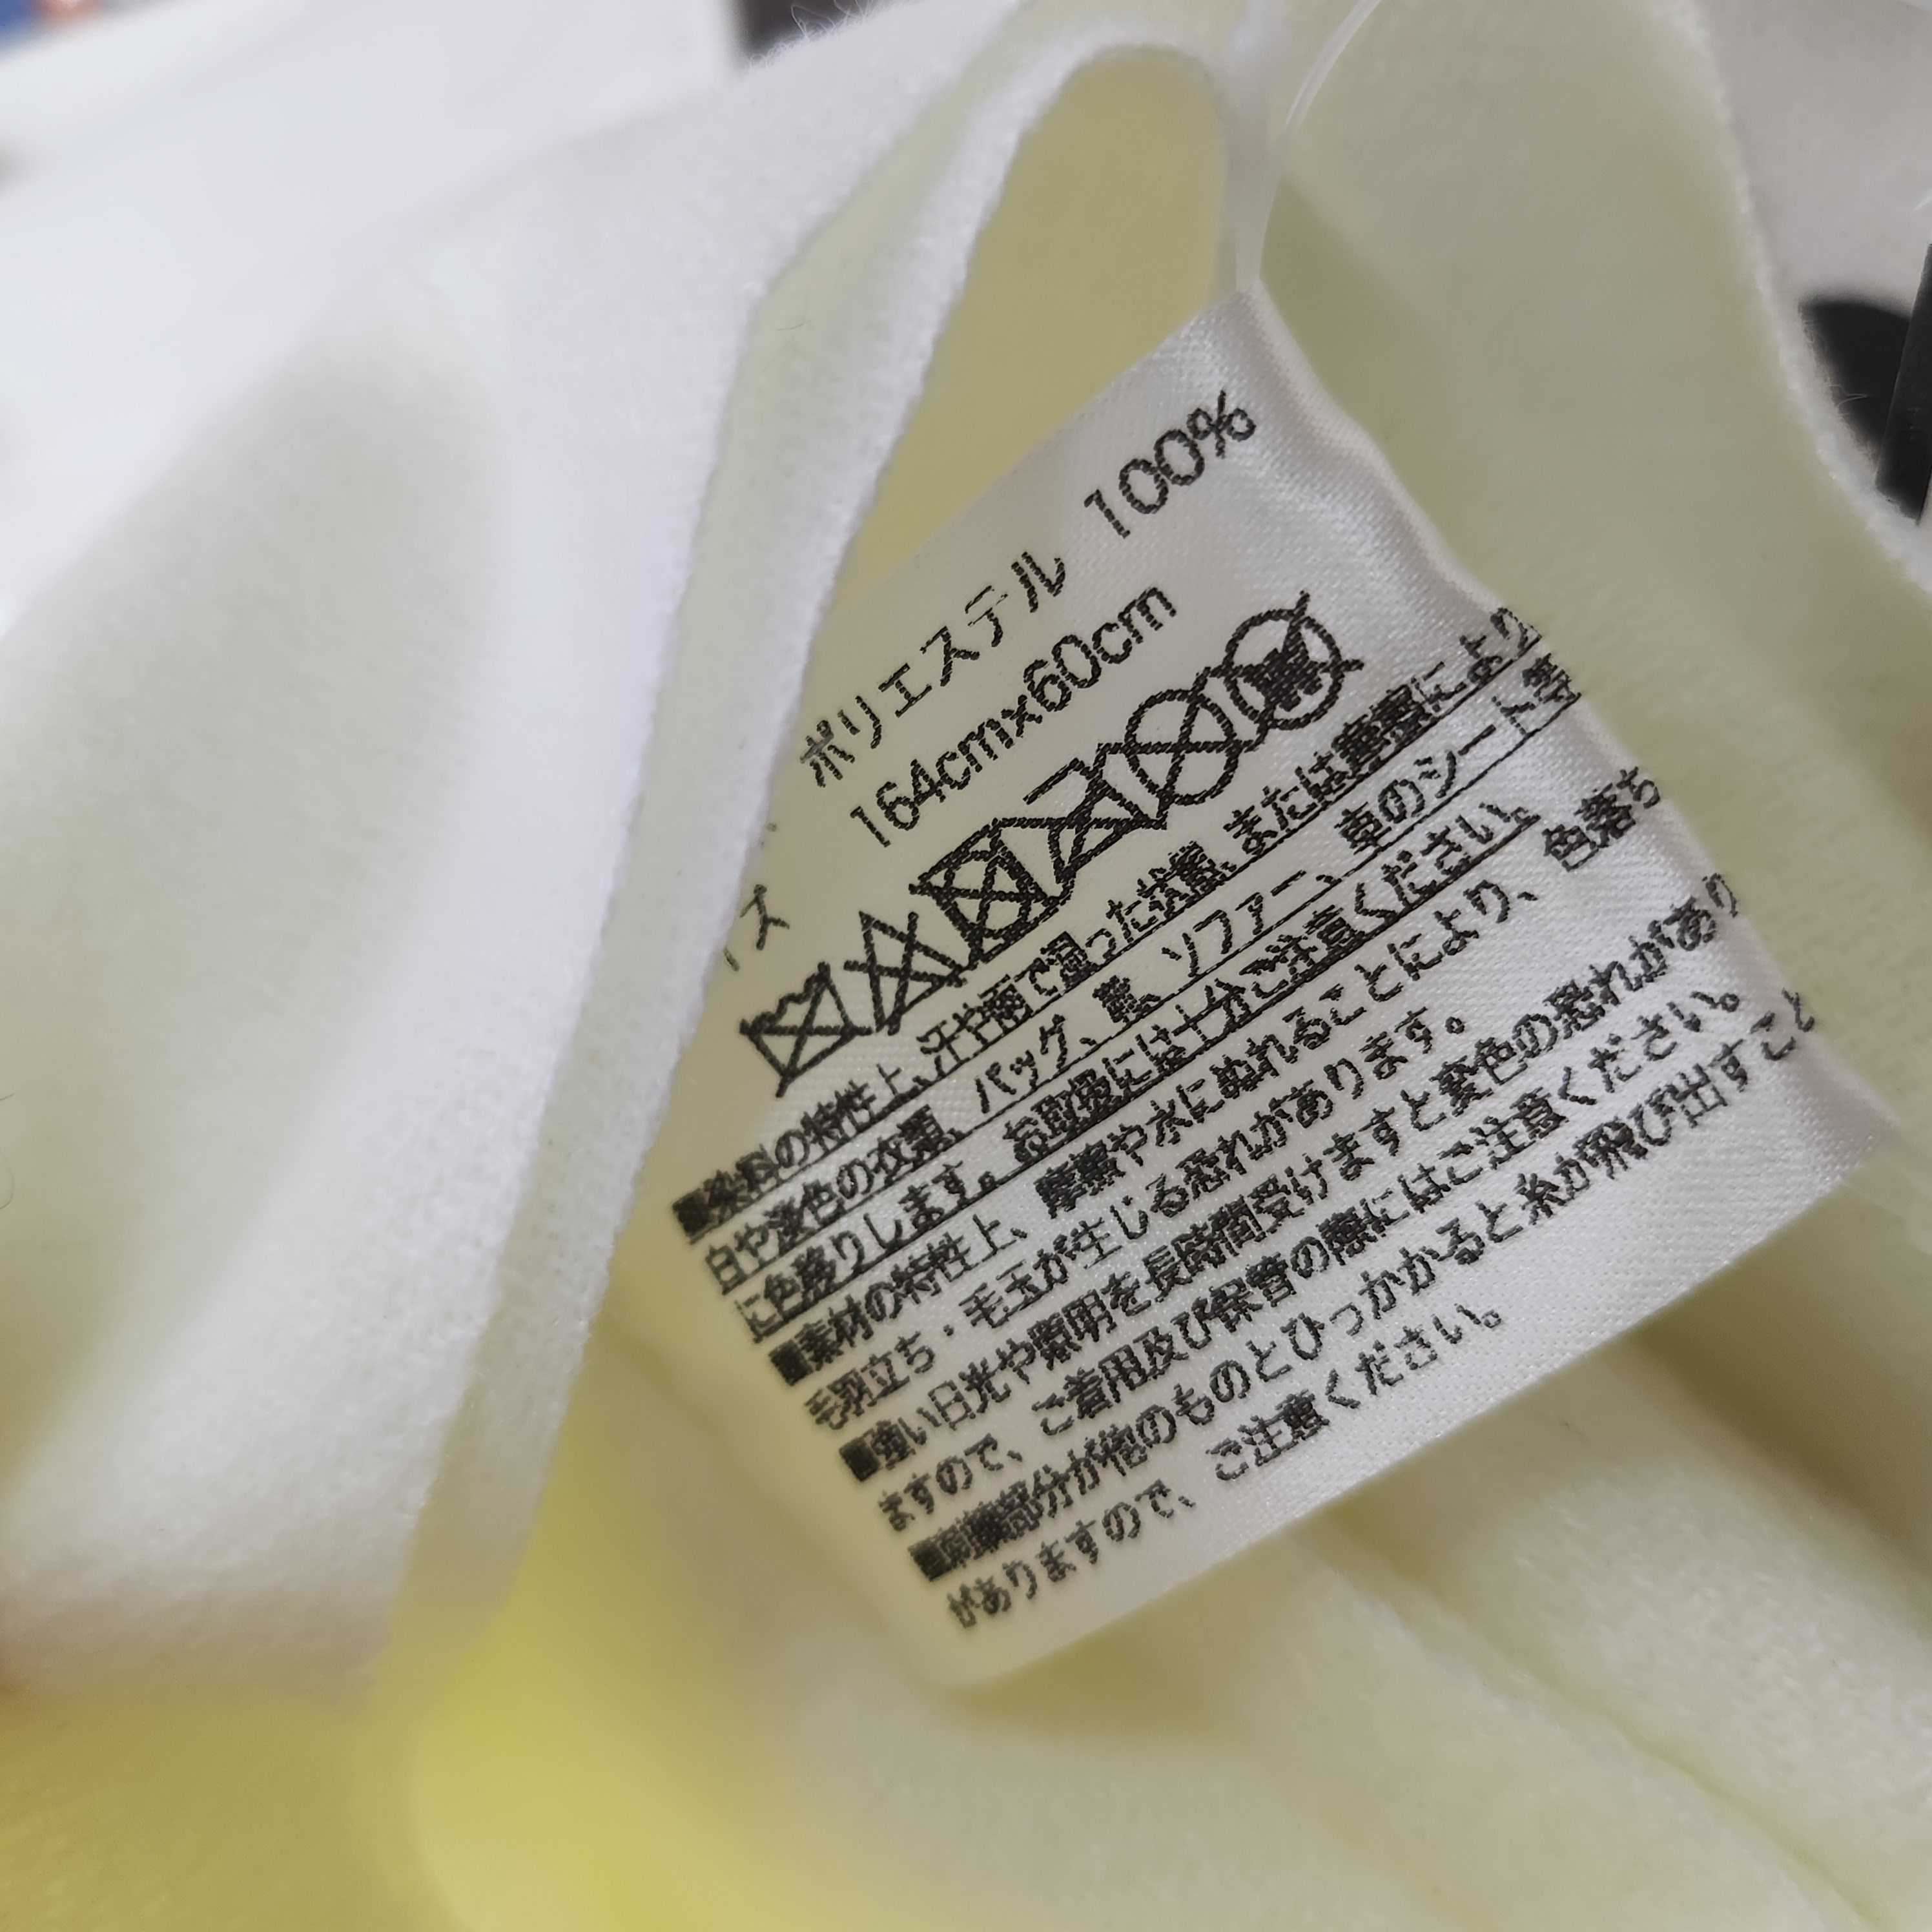 ポリエステル 100%
イズ 164cm×60cm
■染料の特性上、汗や雨で湿った状態、または摩擦により
白や淡色の衣類、バッグ、靴、ソファー、車のシート等
に色移りします。お取扱には十分ご注意ください。
■素材の特性上、摩擦や水にぬれることにより、色落ち
毛羽立ち・毛玉が生じる恐れがあります。
■強い日光や照明を長時間受けますと変色の恐れがあり
ますので、ご着用及び保管の際にはご注意ください。
■刺繍部分が他のものとひっかかると糸が飛び出すこと
がありますので、ご注意ください。